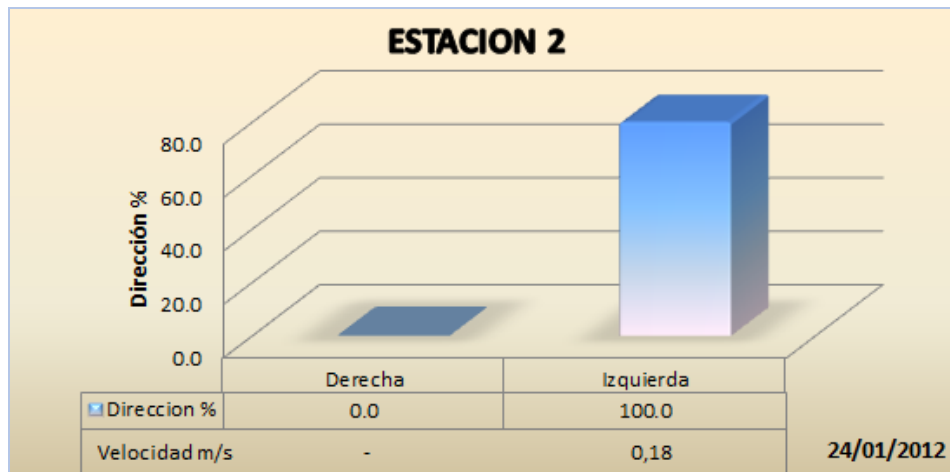 ESTACION 2
Dirección %
80.0
60.0
40.0
20.0
0.0
Derecha Izquierda
Direccion % 0.0 100.0
Velocidad m/s - 0,18
24/01/2012